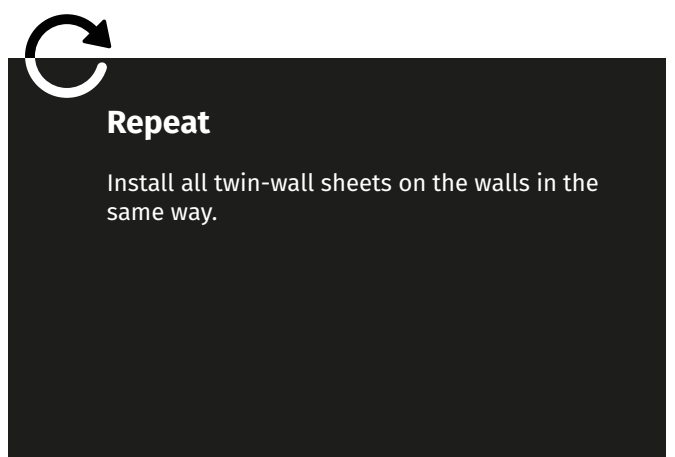 Repeat
Install all twin-wall sheets on the walls in the
same way.